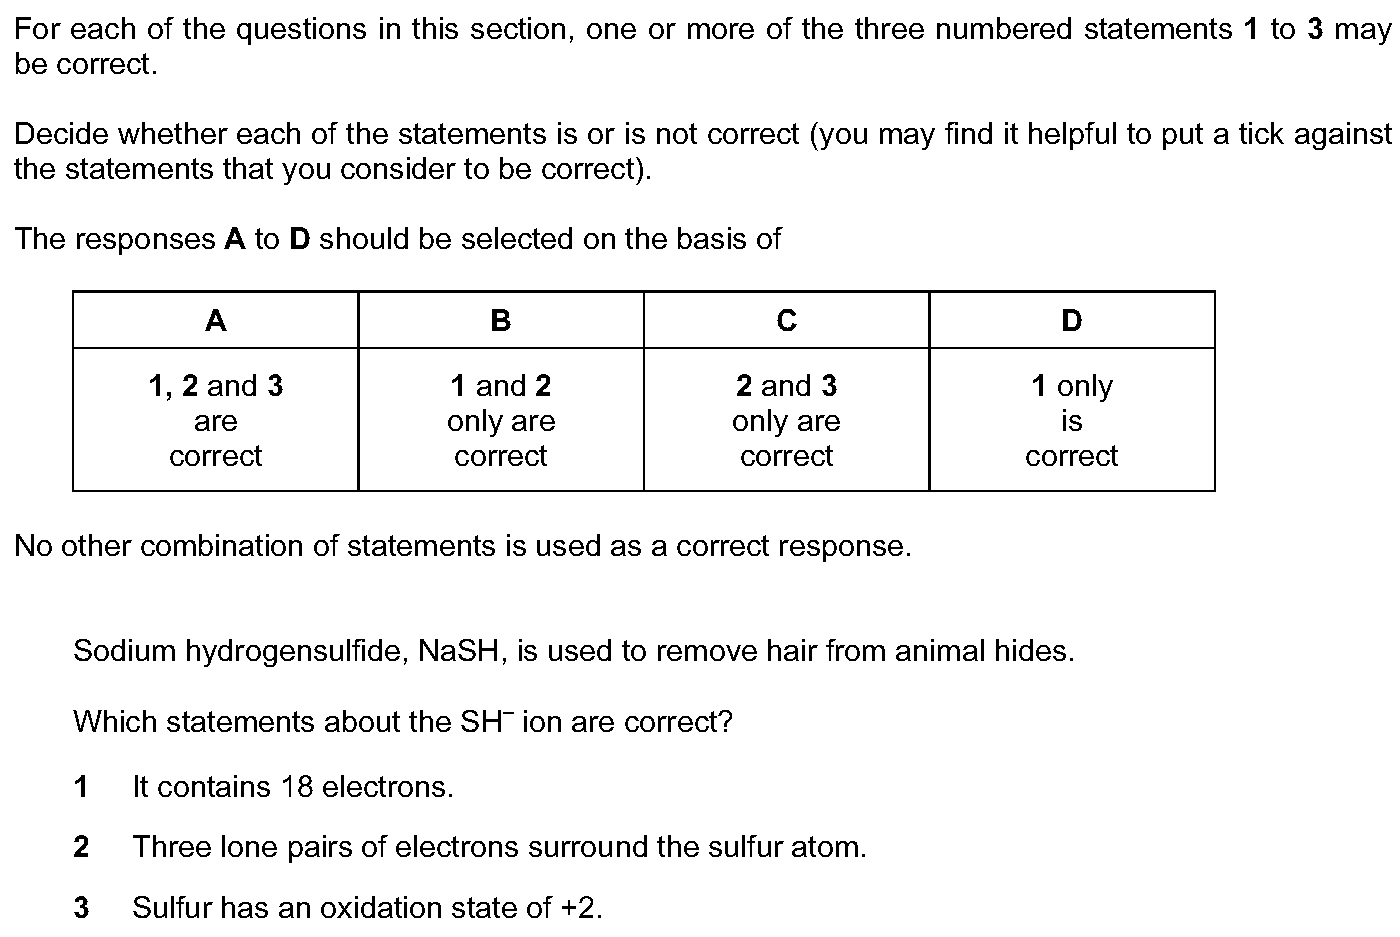 For each of the questions in this section, one or more of the three numbered statements 1 to 3 may
be correct.
Decide whether each of the statements is or is not correct (you may find it helpful to put a tick against
the statements that you consider to be correct).
The responses A to D should be selected on the basis of
A B C D
1, 2 and 3 1 and 2 2 and 3 1 only
are only are only are is
correct correct correct correct
No other combination of statements is used as a correct response.
Sodium hydrogensulfide, NaSH, is used to remove hair from animal hides.
Which statements about the SH⁻ ion are correct?
1 It contains 18 electrons.
2 Three lone pairs of electrons surround the sulfur atom.
3 Sulfur has an oxidation state of +2.